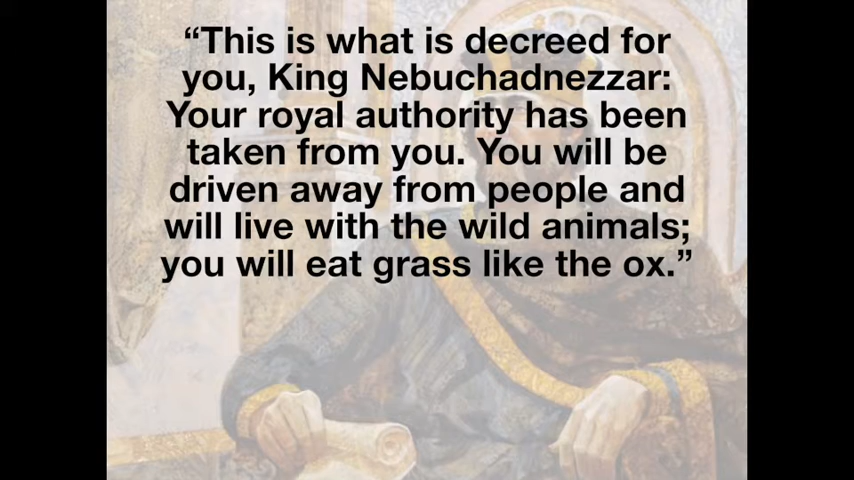 “This is what is decreed for
you, King Nebuchadnezzar:
Your royal authority has been
taken from you. You will be
driven away from people and
will live with the wild animals;
you will eat grass like the ox.”